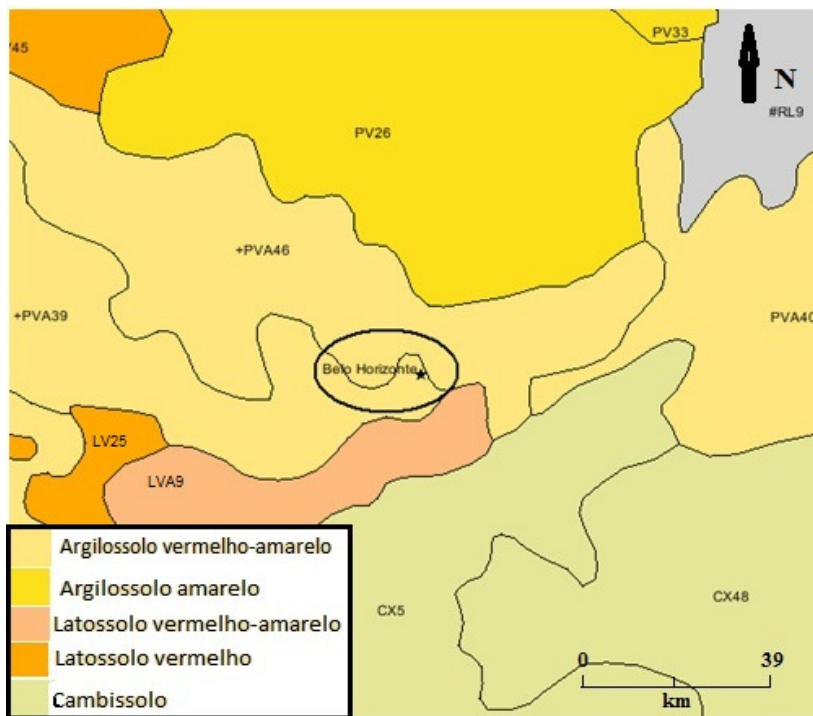 PV33
V45
N
#RL9
PV26
+PVA46
+PVA39
PVA40
Belo Horizonte
LV25
LVA9
Argilossolo vermelho-amarelo
Argilossolo amarelo
Latossolo vermelho-amarelo
Latossolo vermelho
Cambissolo
CX5
CX48
0 39
km